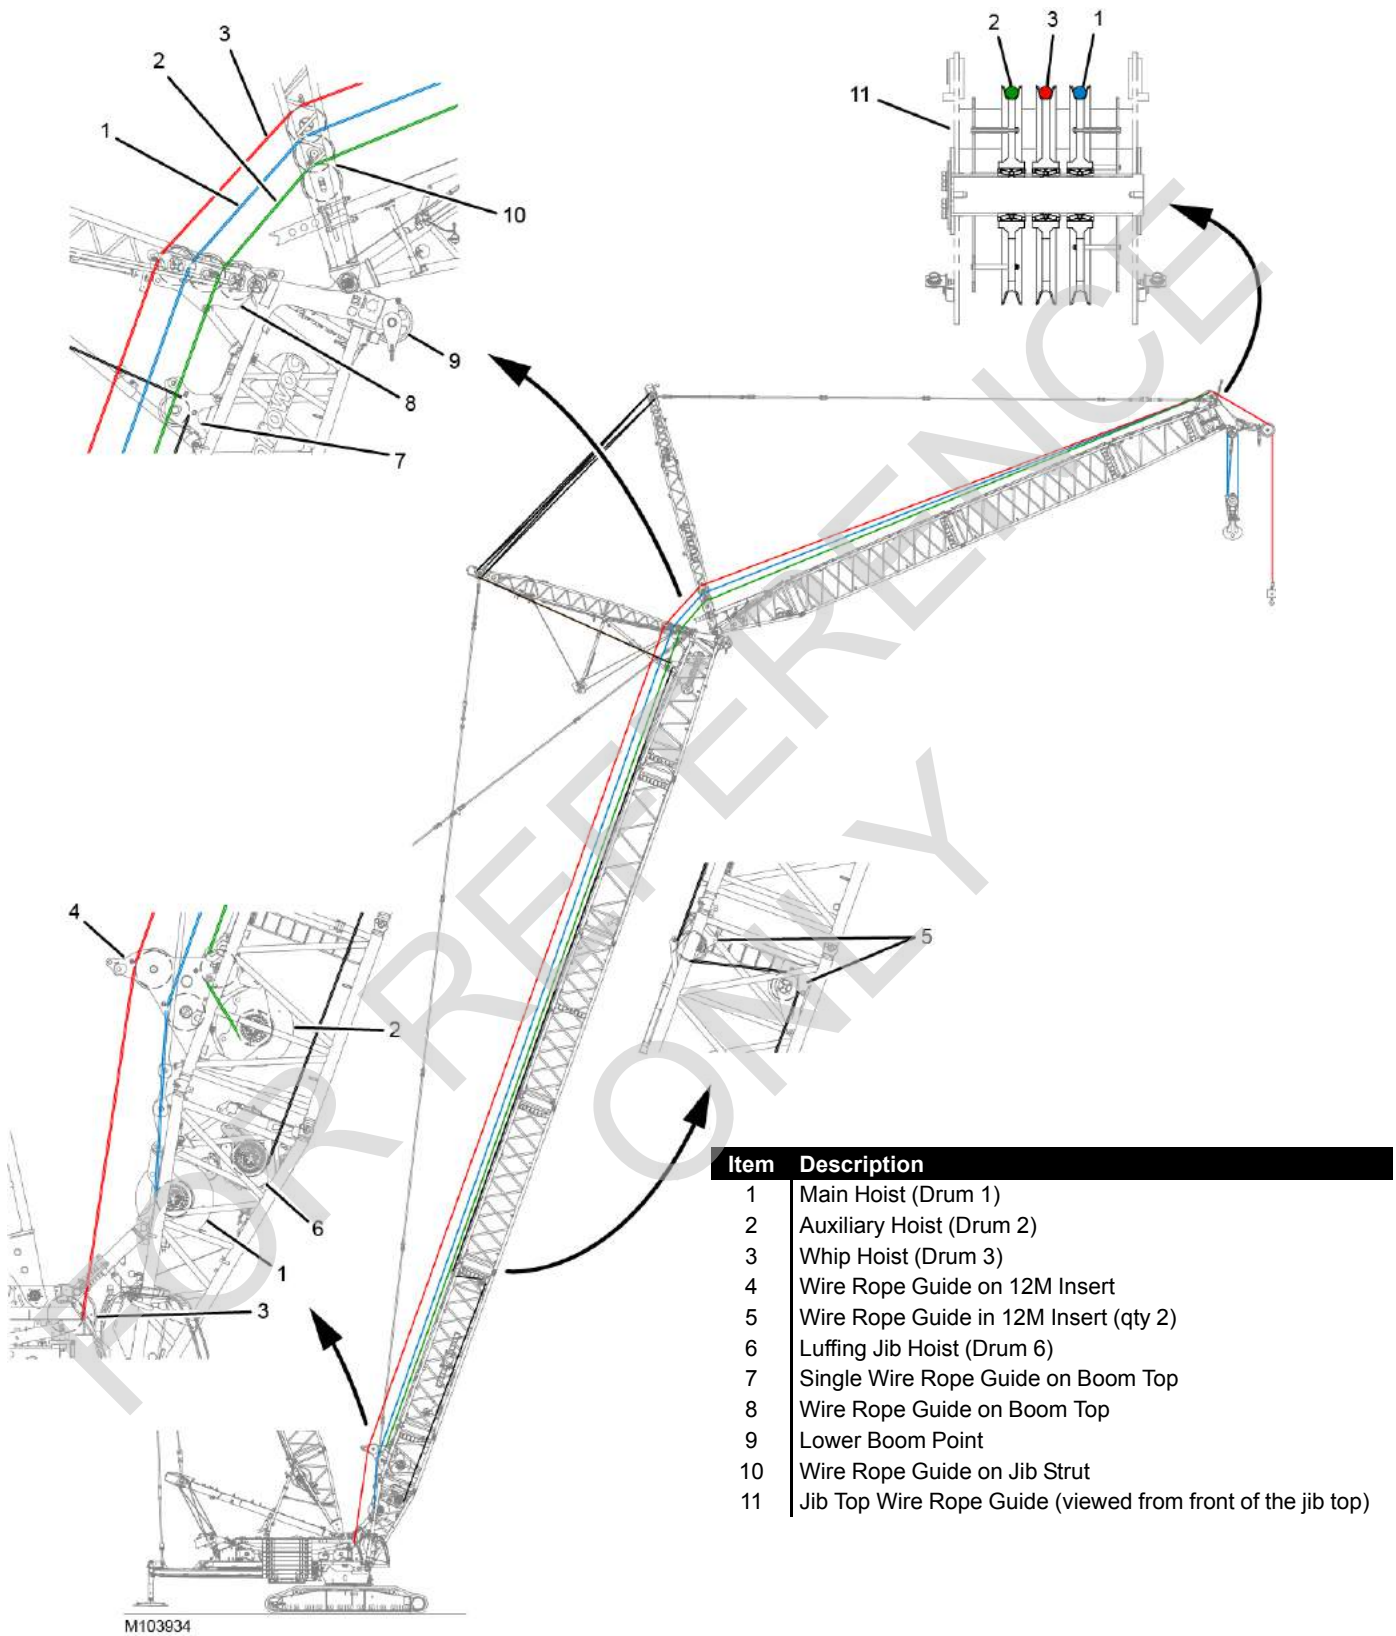 3
2
1
10
9
8
7
2 3 1
11
4
2
6
1
3
5
Item Description
1 Main Hoist (Drum 1)
2 Auxiliary Hoist (Drum 2)
3 Whip Hoist (Drum 3)
4 Wire Rope Guide on 12M Insert
5 Wire Rope Guide in 12M Insert (qty 2)
6 Luffing Jib Hoist (Drum 6)
7 Single Wire Rope Guide on Boom Top
8 Wire Rope Guide on Boom Top
9 Lower Boom Point
10 Wire Rope Guide on Jib Strut
11 Jib Top Wire Rope Guide (viewed from front of the jib top)
M103934
FOR REFERENCE
ONLY